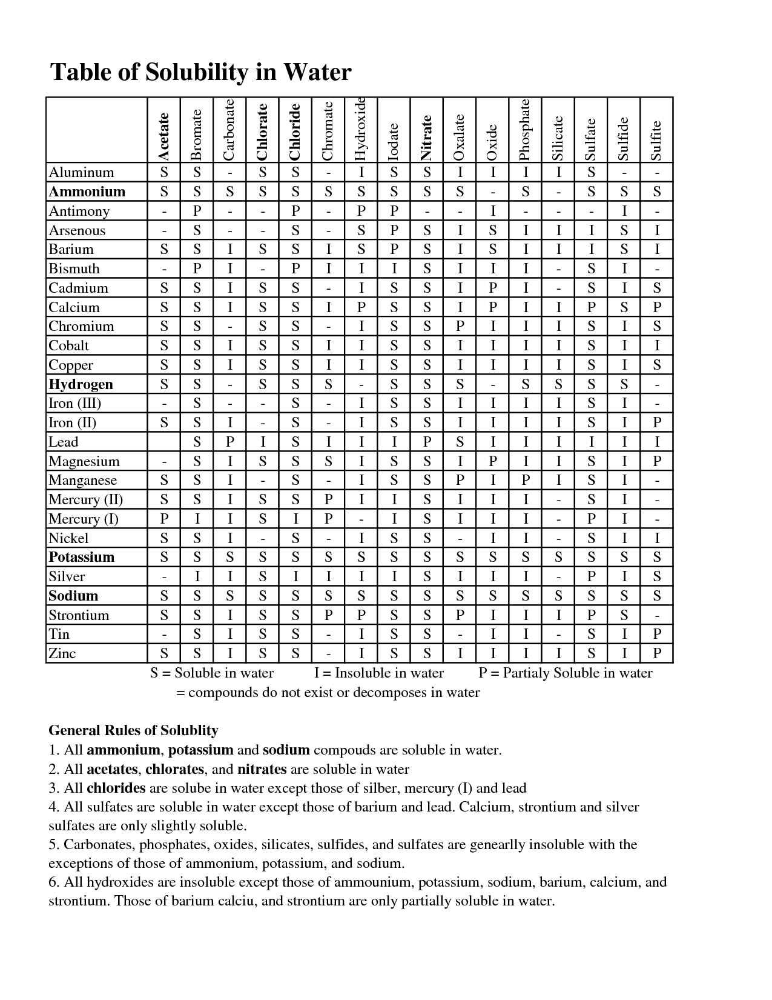 Table of Solubility in Water
Acetate Bromate Carbonate Chlorate Chloride Chromate Hydroxide Iodate Nitrate Oxalate Oxide Phosphate Silicate Sulfate Sulfide Sulfite
Aluminum S S - S S - I S S I I I I S - -
Ammonium S S S S S S S S S S - S - S S S
Antimony - P - - P - P P - - I - - - I -
Arsenous - S - - S - S P S I S I I I S I
Barium S S I S S I S P S I S I I I S I
Bismuth - P I - P I I I S I I I - S I -
Cadmium S S I S S - I S S I P I - S I S
Calcium S S I S S I P S S I P I I P S P
Chromium S S - S S - I S S P I I I S I S
Cobalt S S I S S I I S S I I I I S I I
Copper S S I S S I I S S I I I I S I S
Hydrogen S S - S S S - S S S - S S S S -
Iron (III) - S - - S - I S S I I I I S I -
Iron (II) S S I - S - I S S I I I I S I P
Lead S P I S I I I P S I I I I I I
Magnesium - S I S S S I S S I P I I S I P
Manganese S S I - S - I S S P I P I S I -
Mercury (II) S S I S S P I I S I I I - S I -
Mercury (I) P I I S I P - I S I I I - P I -
Nickel S S I - S - I S S - I I - S I I
Potassium S S S S S S S S S S S S S S S S
Silver - I I S I I I I S I I I - P I S
Sodium S S S S S S S S S S S S S S S S
Strontium S S I S S P P S S P I I I P S -
Tin - S I S S - I S S - I I - S I P
Zinc S S I S S - I S S I I I I S I P
S = Soluble in water I = Insoluble in water P = Partialy Soluble in water
= compounds do not exist or decomposes in water
General Rules of Solublity
1. All ammonium, potassium and sodium compouds are soluble in water.
2. All acetates, chlorates, and nitrates are soluble in water
3. All chlorides are solube in water except those of silber, mercury (I) and lead
4. All sulfates are soluble in water except those of barium and lead. Calcium, strontium and silver
sulfates are only slightly soluble.
5. Carbonates, phosphates, oxides, silicates, sulfides, and sulfates are genearlly insoluble with the
exceptions of those of ammonium, potassium, and sodium.
6. All hydroxides are insoluble except those of ammounium, potassium, sodium, barium, calcium, and
strontium. Those of barium calciu, and strontium are only partially soluble in water.